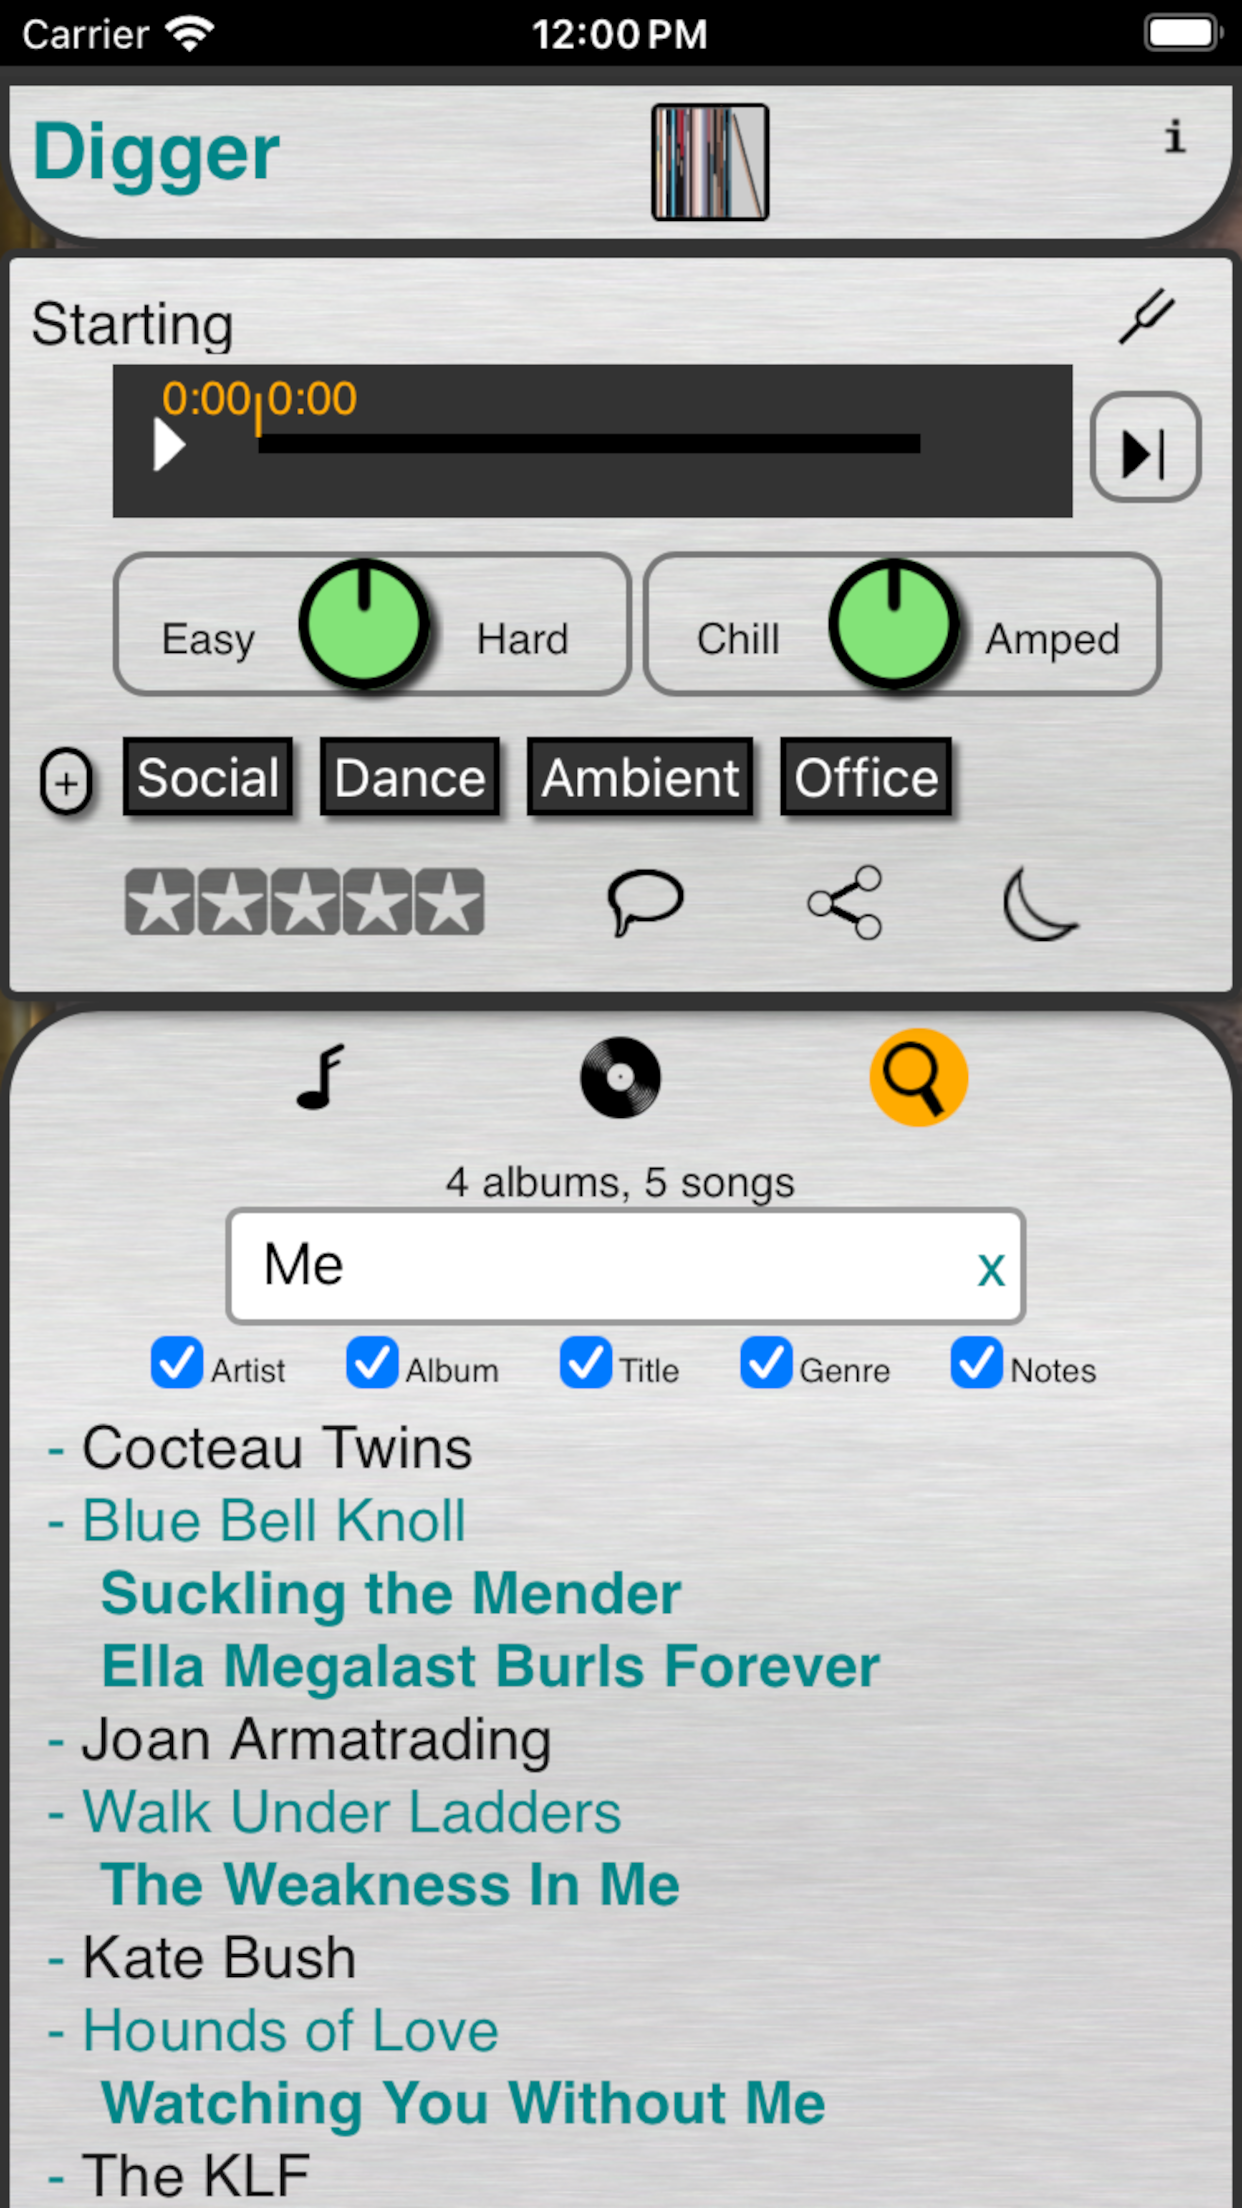 Carrier 12:00 PM
Digger i
Starting
0:00 0:00
Easy Hard Chill Amped
+ Social Dance Ambient Office
4 albums, 5 songs
Me x
Artist Album Title Genre Notes
- Cocteau Twins
- Blue Bell Knoll
Suckling the Mender
Ella Megalast Burls Forever
- Joan Armatrading
- Walk Under Ladders
The Weakness In Me
- Kate Bush
- Hounds of Love
Watching You Without Me
- The KLF